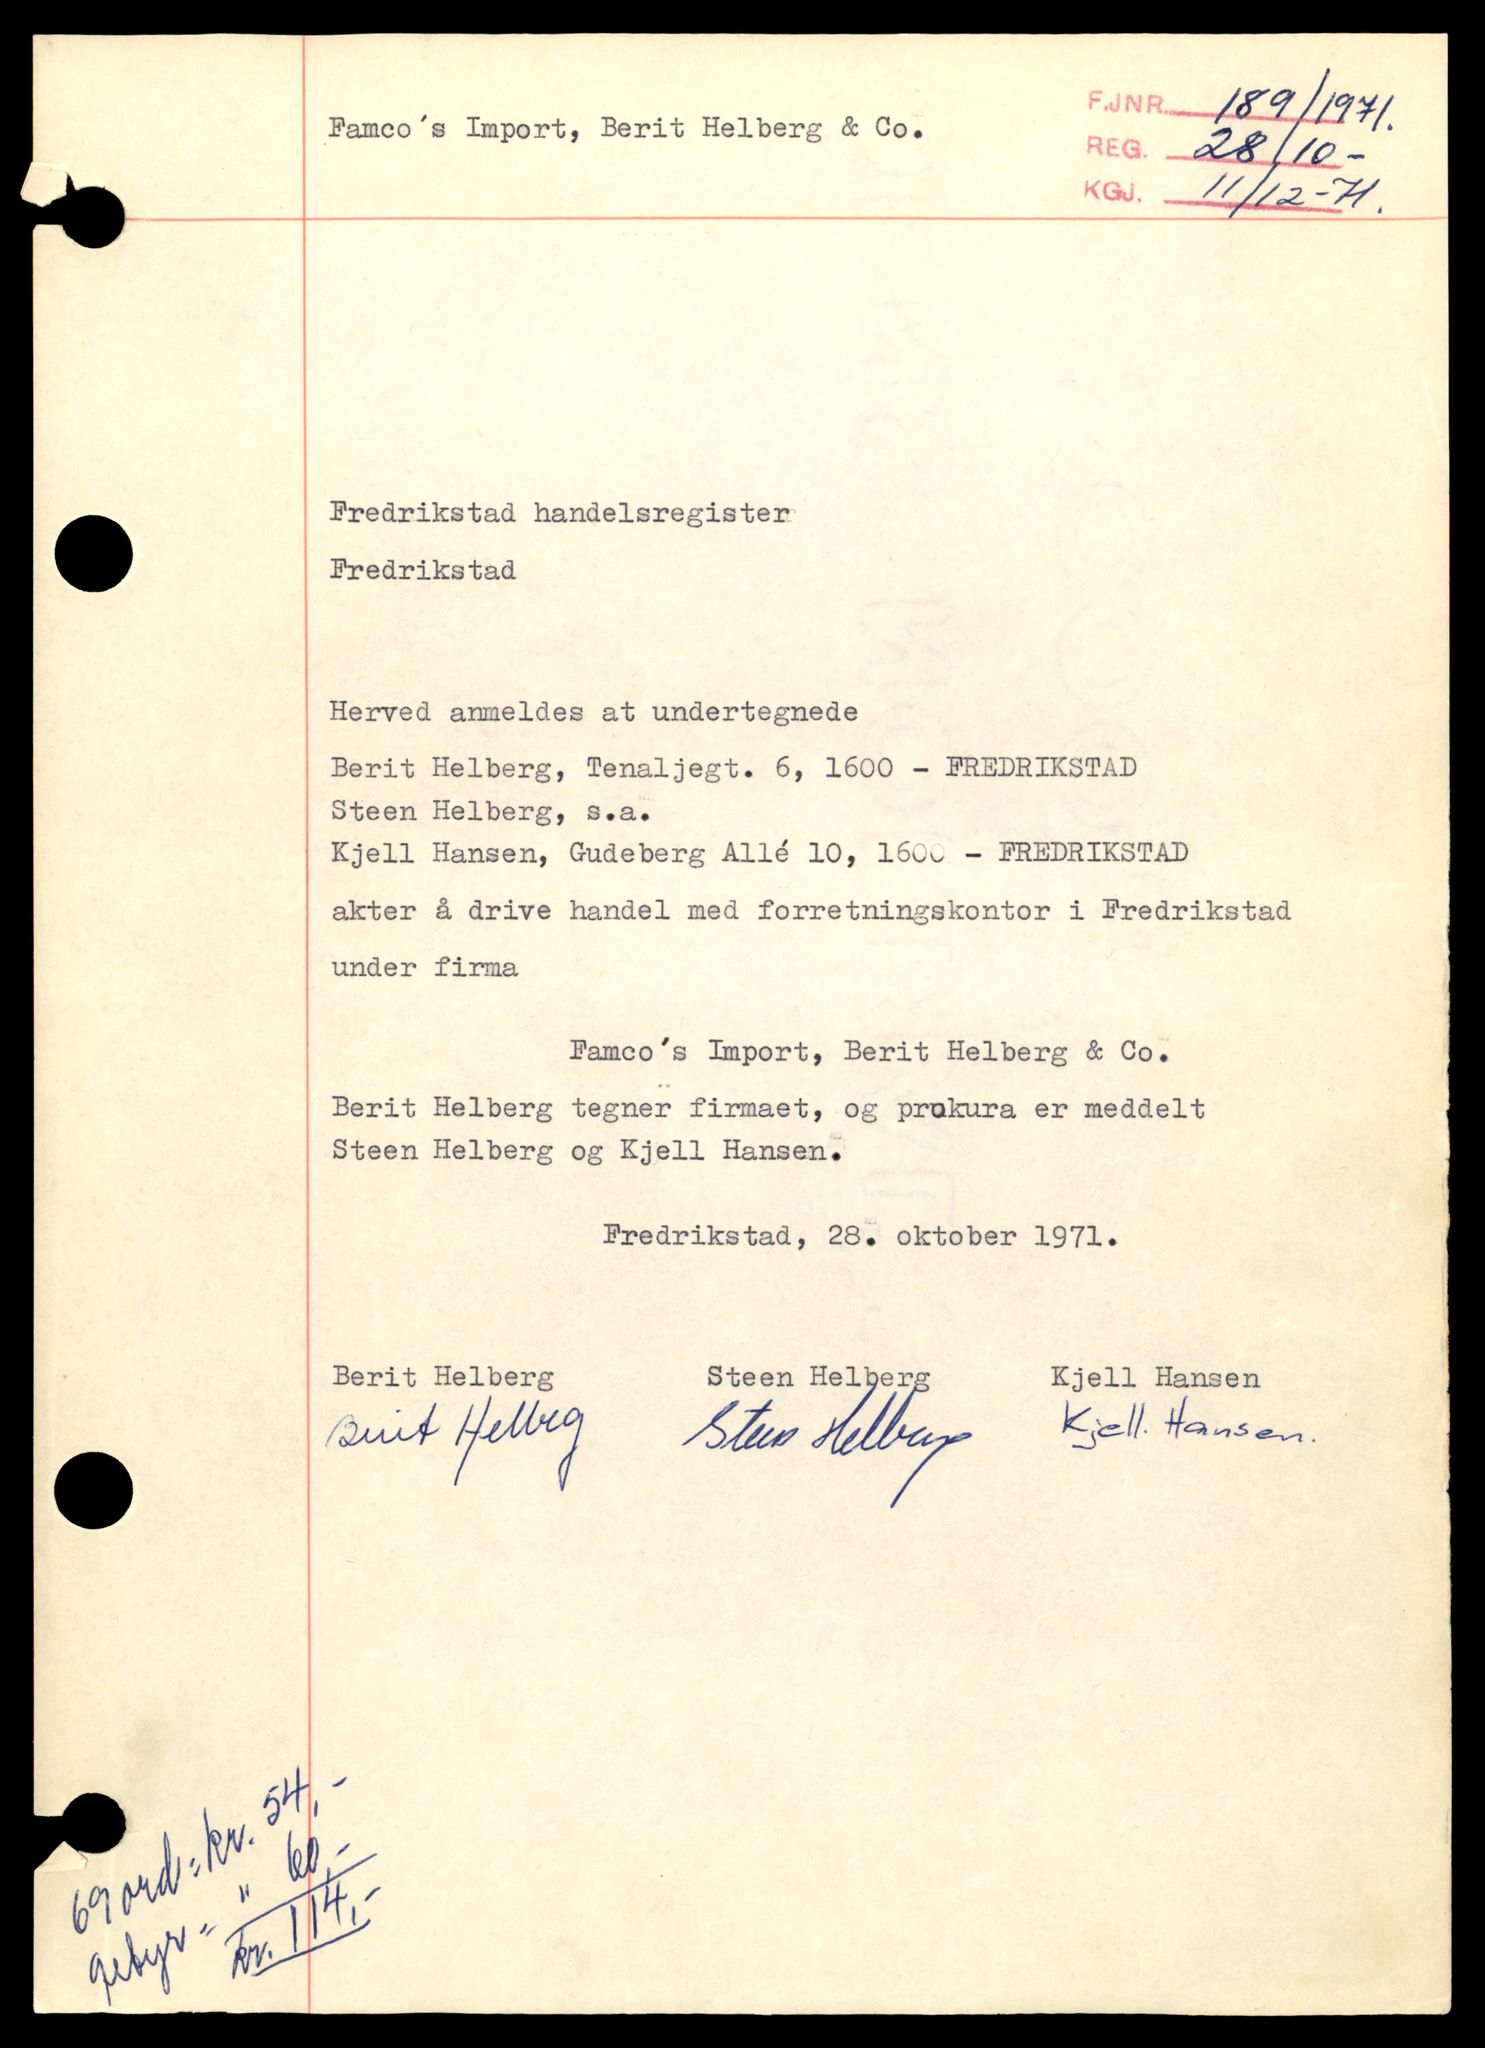 Famco's Import, Berit Helberg & Co.
F.JNR. 189/1971.
REG. 28/10-
KGJ. 11/12-71.
Fredrikstad handelsregister
Fredrikstad
Herved anmeldes at undertegnede
Berit Helberg, Tenaljegt. 6, 1600 - FREDRIKSTAD
Steen Helberg, s.a.
Kjell Hansen, Gudeberg Allé 10, 1600 - FREDRIKSTAD
akter å drive handel med forretningskontor i Fredrikstad
under firma
Famco's Import, Berit Helberg & Co.
Berit Helberg tegner firmaet, og prokura er meddelt
Steen Helberg og Kjell Hansen.
Fredrikstad, 28. oktober 1971.
Berit Helberg Steen Helberg Kjell Hansen
Berit Helberg Steen Helberg Kjell. Hansen.
69 ord = kr. 54,-
gebyr = " 60,-
kr. 114,-